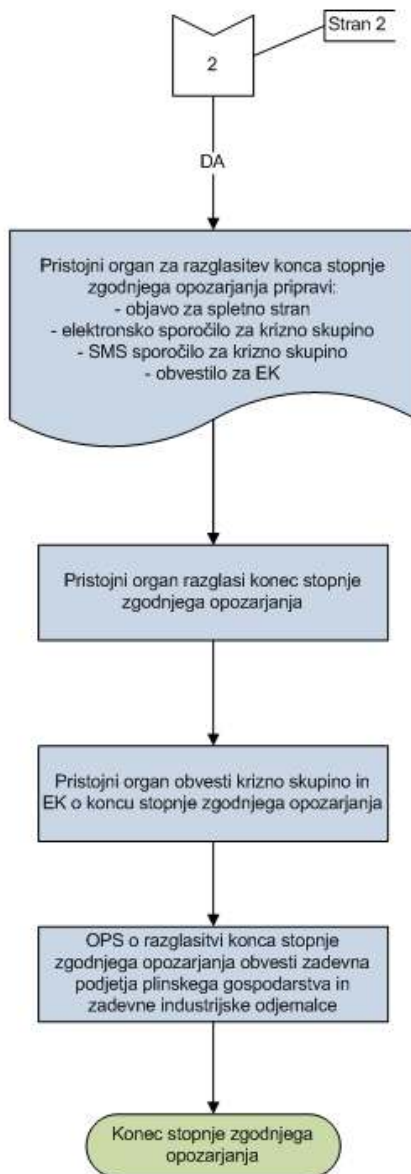 Stran 2
2
DA
Pristojni organ za razglasitev konca stopnje
zgodnjega opozarjanja pripravi:
- objavo za spletno stran
- elektronsko sporočilo za krizno skupino
- SMS sporočilo za krizno skupino
- obvestilo za EK
Pristojni organ razglasi konec stopnje
zgodnjega opozarjanja
Pristojni organ obvesti krizno skupino in
EK o koncu stopnje zgodnjega opozarjanja
OPS o razglasitvi konca stopnje
zgodnjega opozarjanja obvesti zadevna
podjetja plinskega gospodarstva in
zadevne industrijske odjemalce
Konec stopnje zgodnjega
opozarjanja